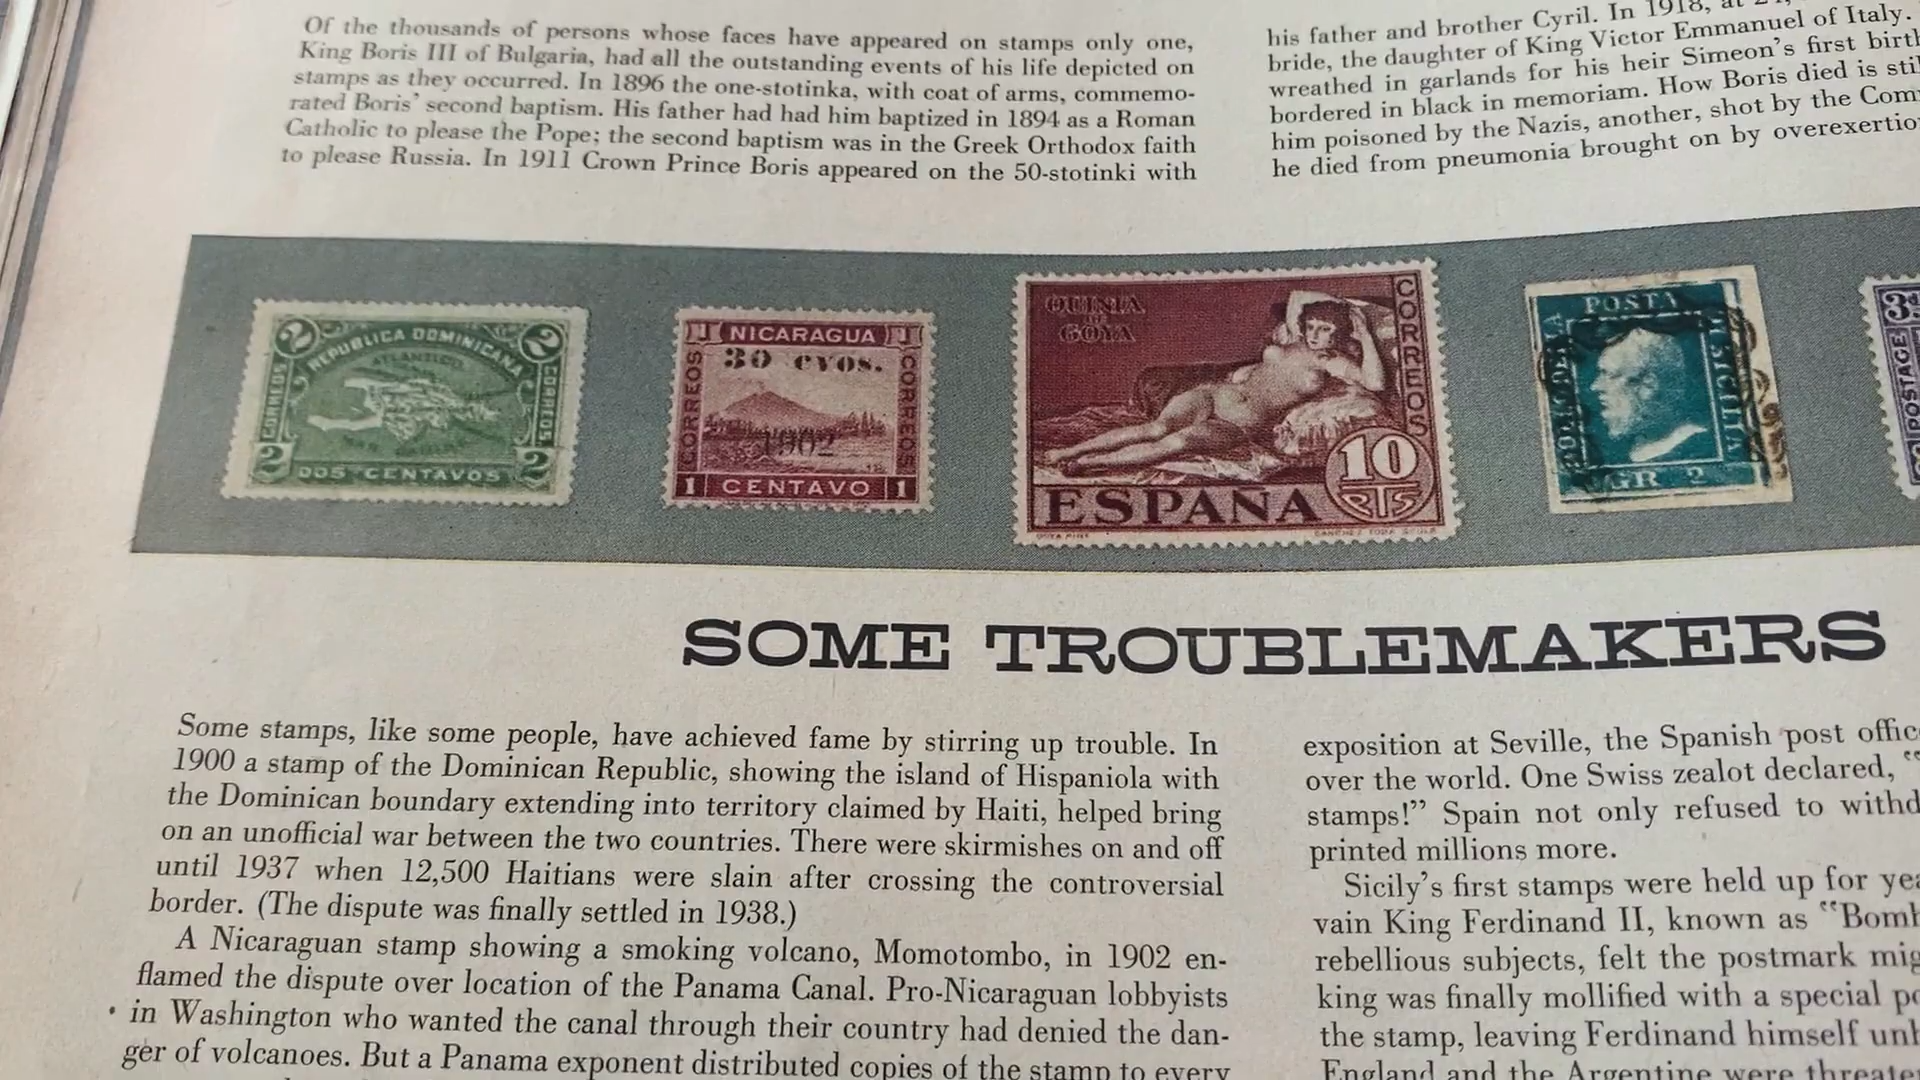 Of the thousands of persons whose faces have appeared on stamps only one,
King Boris III of Bulgaria, had all the outstanding events of his life depicted on
stamps as they occurred. In 1896 the one-stotinka, with coat of arms, commemo-
rated Boris' second baptism. His father had had him baptized in 1894 as a Roman
Catholic to please the Pope; the second baptism was in the Greek Orthodox faith
to please Russia. In 1911 Crown Prince Boris appeared on the 50-stotinki with
his father and brother Cyril. In 1918, at
bride, the daughter of King Victor Emmanuel of Italy.
wreathed in garlands for his heir Simeon's first
bordered in black in memoriam. How Boris died is
him poisoned by the Nazis, another, shot by the
he died from pneumonia brought on by
2 REPUBLICA DOMINICANA 2
ATLANTICO
CORREOS
CORREOS
2 DOS CENTAVOS 2
1 NICARAGUA 1
30 cvos.
CORREOS
CORREOS
1902
1 CENTAVO 1
QUINTA
DE
GOYA
CORREOS
10
PTS
ESPAÑA
POSTA
DI SICILIA
GR 2
3d
POSTAGE
SOME TROUBLEMAKERS
Some stamps, like some people, have achieved fame by stirring up trouble. In
1900 a stamp of the Dominican Republic, showing the island of Hispaniola with
the Dominican boundary extending into territory claimed by Haiti, helped bring
on an unofficial war between the two countries. There were skirmishes on and off
until 1937 when 12,500 Haitians were slain after crossing the controversial
border. (The dispute was finally settled in 1938.)
A Nicaraguan stamp showing a smoking volcano, Momotombo, in 1902 en-
flamed the dispute over location of the Panama Canal. Pro-Nicaraguan lobbyists
in Washington who wanted the canal through their country had denied the dan-
ger of volcanoes. But a Panama exponent distributed copies of the stamp to every
exposition at Seville, the Spanish post
over the world. One Swiss zealot declared,
stamps!" Spain not only refused to
printed millions more.
Sicily's first stamps were held up for
vain King Ferdinand II, known as
rebellious subjects, felt the postmark
king was finally mollified with a special
the stamp, leaving Ferdinand himself
England and the Argentine were